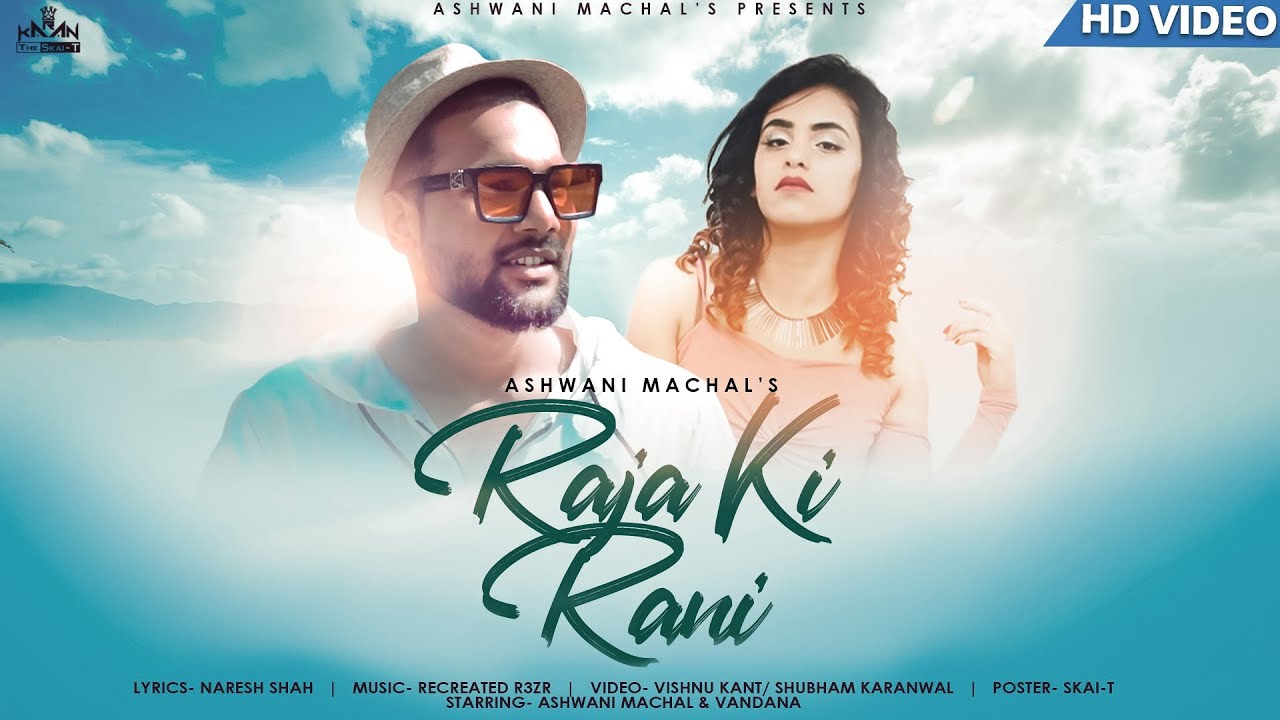 ASHWANI MACHAL'S PRESENTS
HD VIDEO
KARAN
THE SKAI-T
ASHWANI MACHAL'S
Raja Ki
Rani
LYRICS- NARESH SHAH | MUSIC- RECREATED R3ZR | VIDEO- VISHNU KANT/ SHUBHAM KARANWAL | POSTER- SKAI-T
STARRING- ASHWANI MACHAL & VANDANA